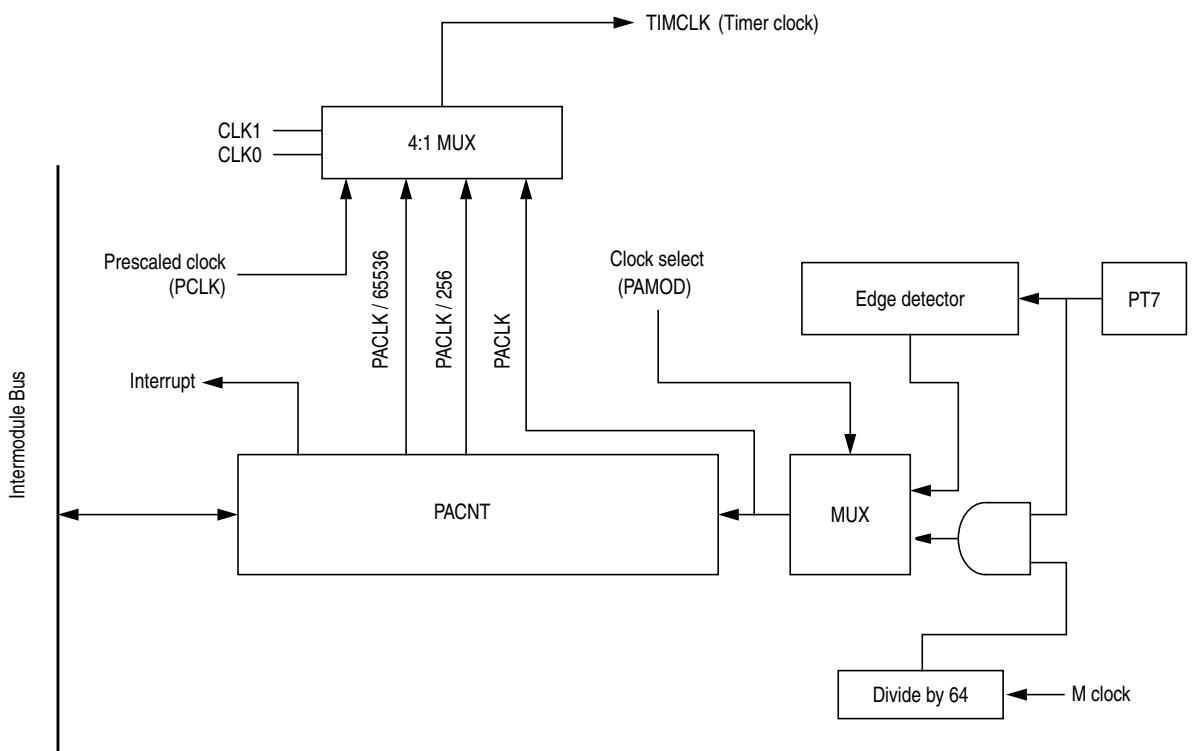 TIMCLK (Timer clock)
CLK1
CLK0
4:1 MUX
Prescaled clock
(PCLK)
PACLK / 65536
PACLK / 256
PACLK
Clock select
(PAMOD)
Edge detector
PT7
Interrupt
Intermodule Bus
PACNT
MUX
Divide by 64
M clock